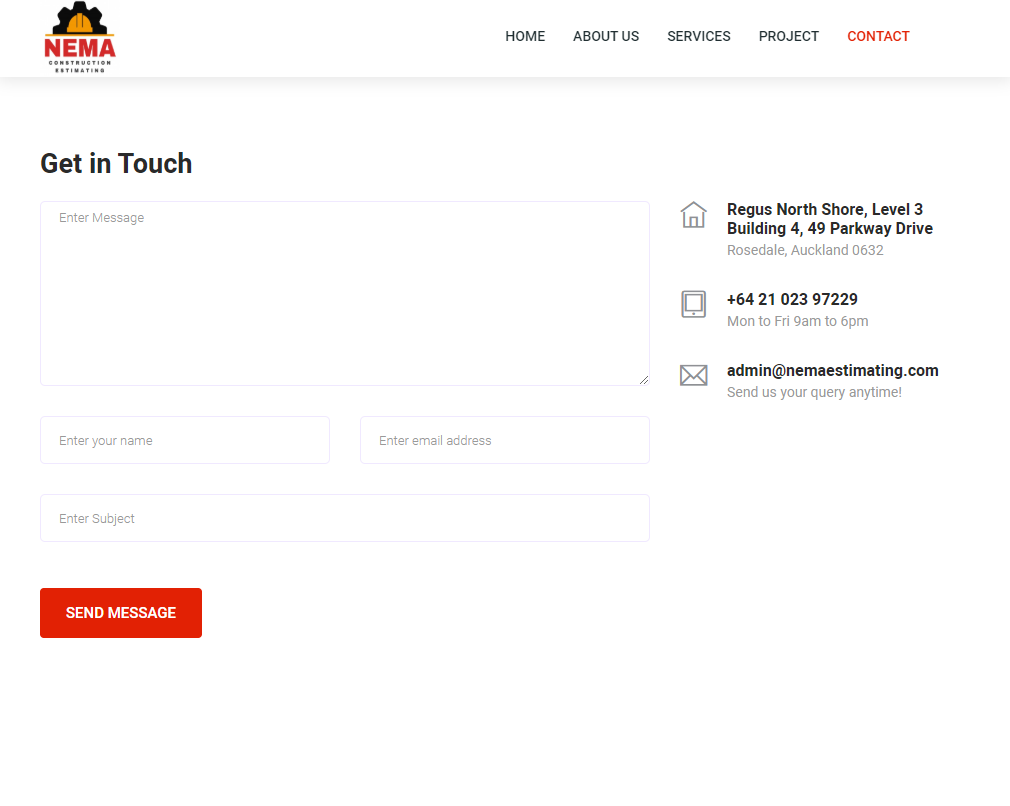 NEMA
CONSTRUCTION
ESTIMATING
HOME ABOUT US SERVICES PROJECT CONTACT
Get in Touch
Enter Message
Enter your name
Enter email address
Enter Subject
SEND MESSAGE
Regus North Shore, Level 3
Building 4, 49 Parkway Drive
Rosedale, Auckland 0632
+64 21 023 97229
Mon to Fri 9am to 6pm
admin@nemaestimating.com
Send us your query anytime!